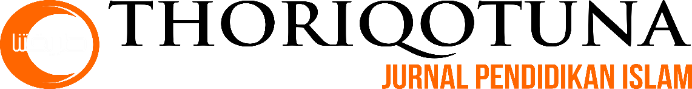 THORIQOTUNA
JURNAL PENDIDIKAN ISLAM